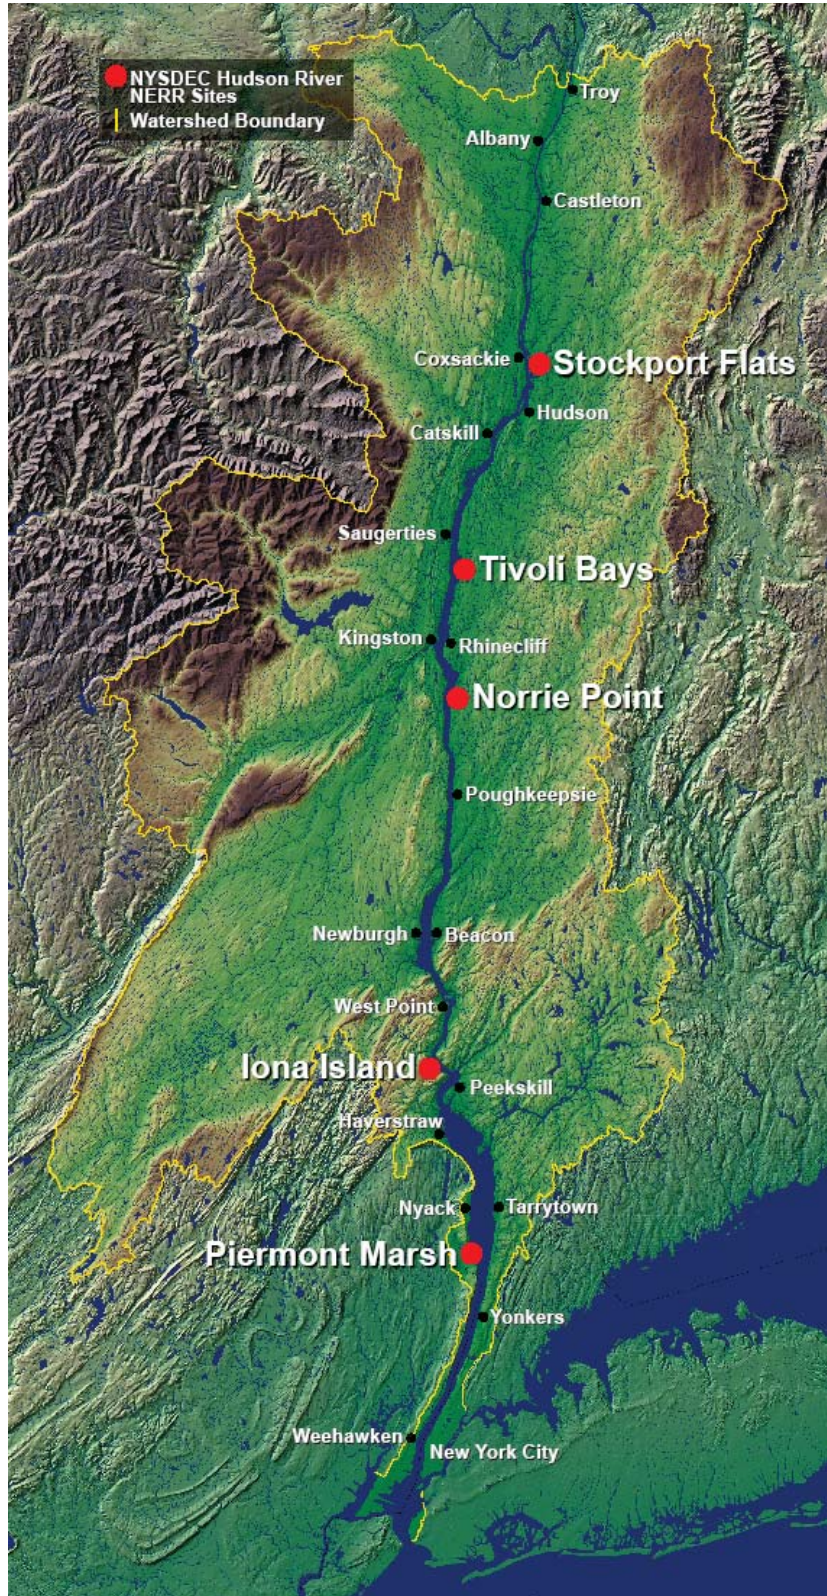 NYSDEC Hudson River
NERR Sites
Watershed Boundary
Troy
Albany
Castleton
Coxsackie
Stockport Flats
Hudson
Catskill
Saugerties
Tivoli Bays
Kingston
Rhinecliff
Norrie Point
Poughkeepsie
Newburgh
Beacon
West Point
Iona Island
Peekskill
Haverstraw
Nyack
Tarrytown
Piermont Marsh
Yonkers
Weehawken
New York City